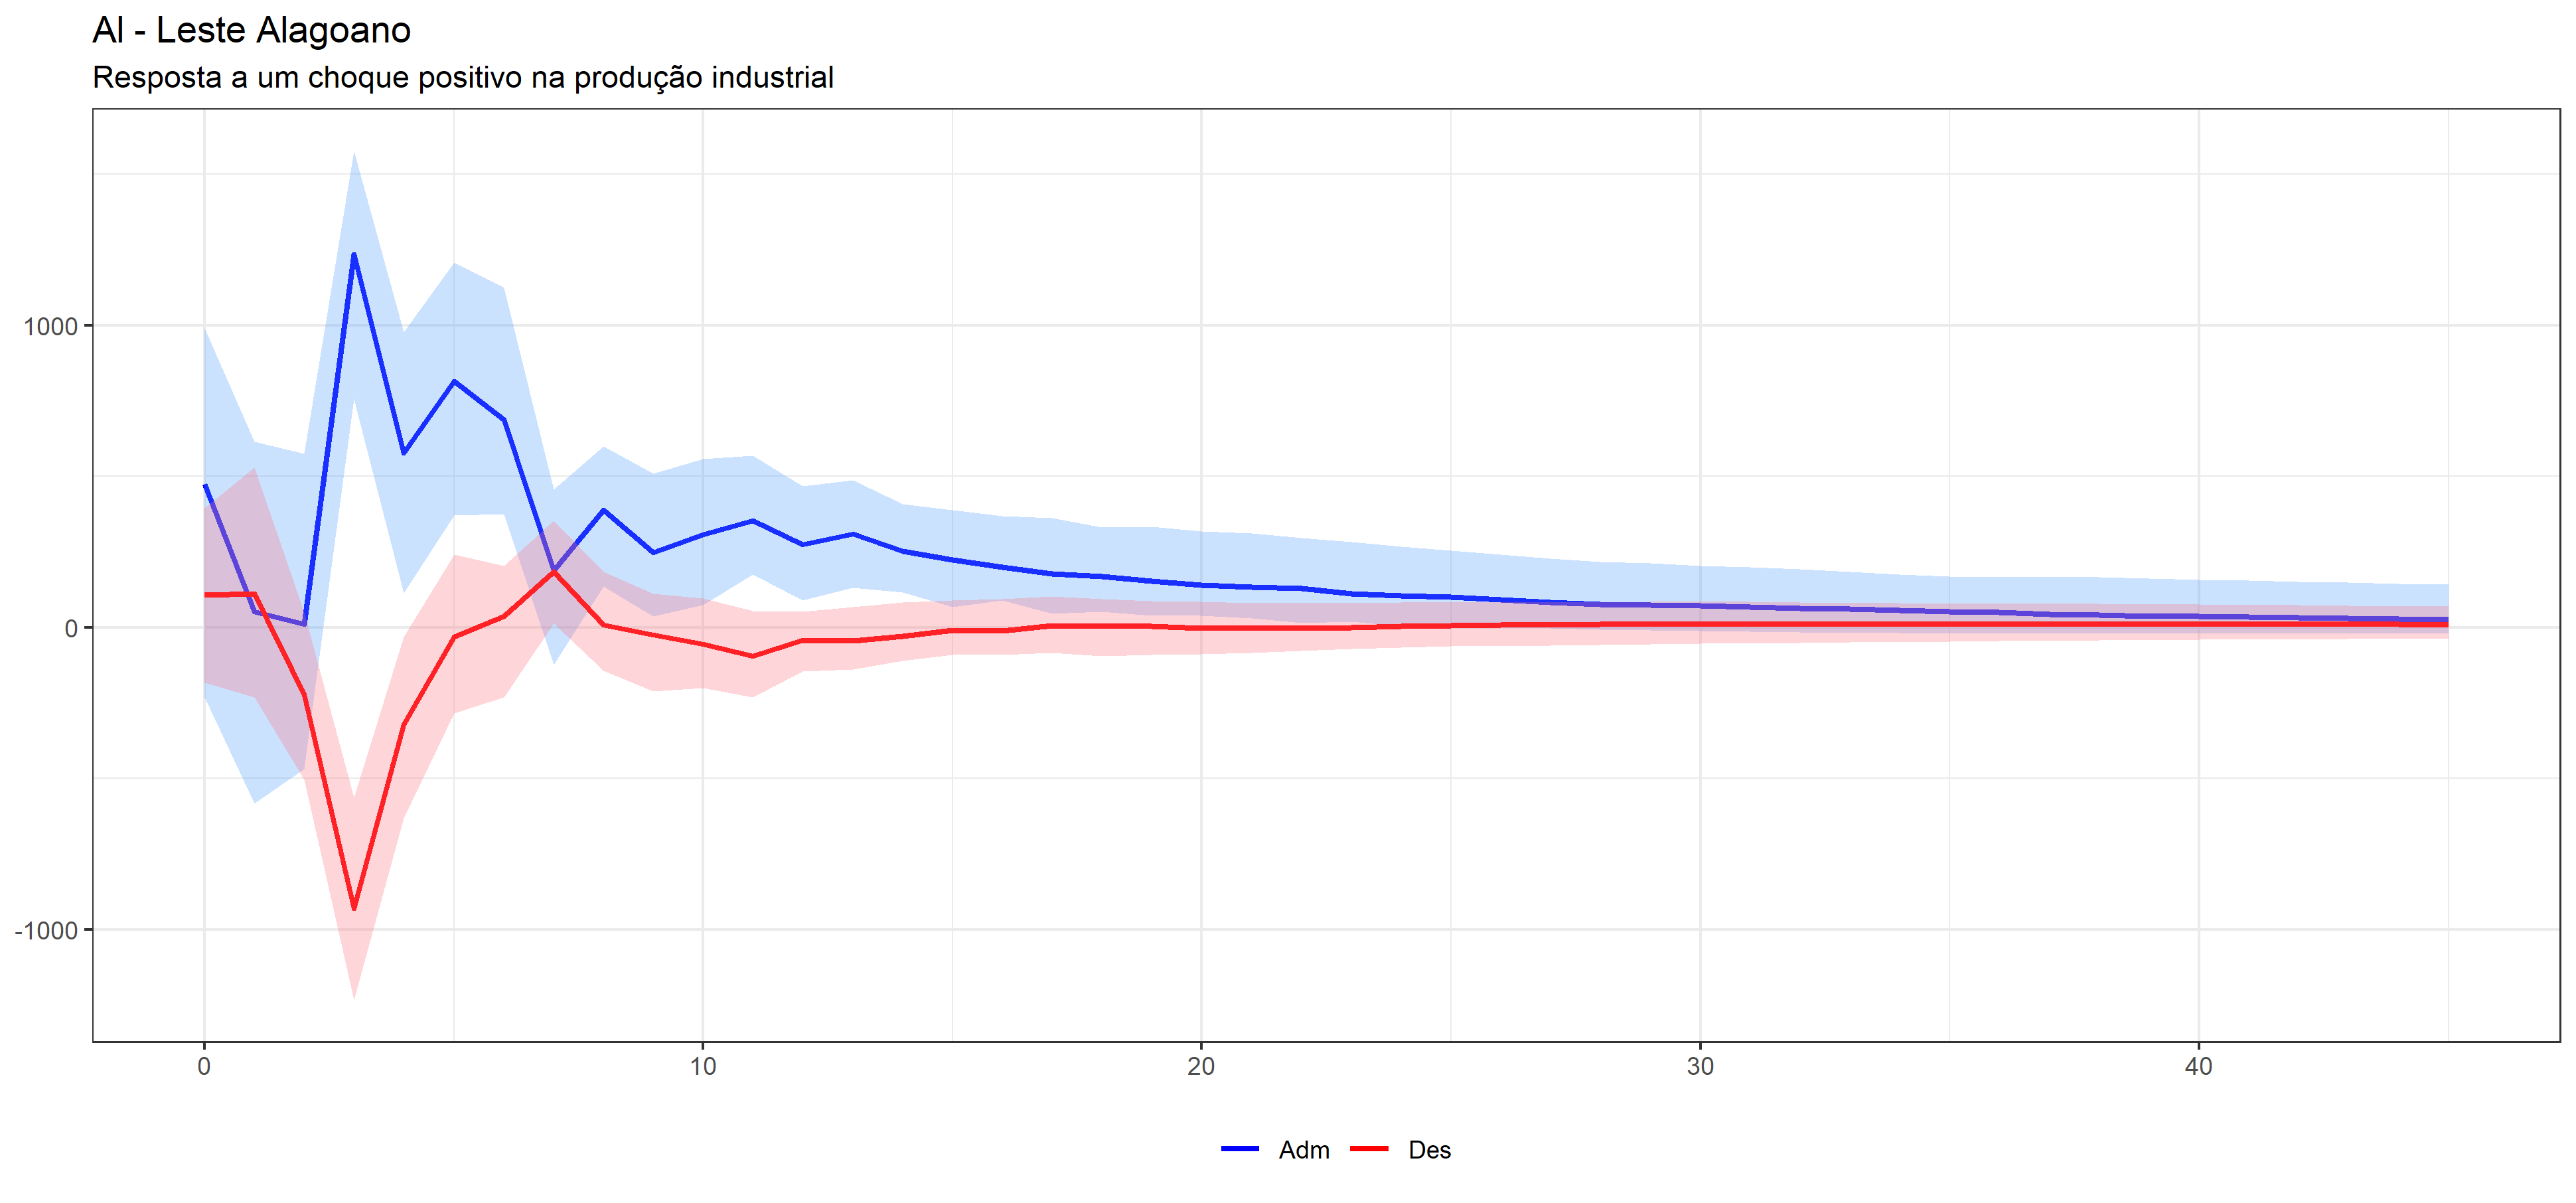 Al - Leste Alagoano
Resposta a um choque positivo na produção industrial
1000
0
-1000
0 10 20 30 40
Adm Des